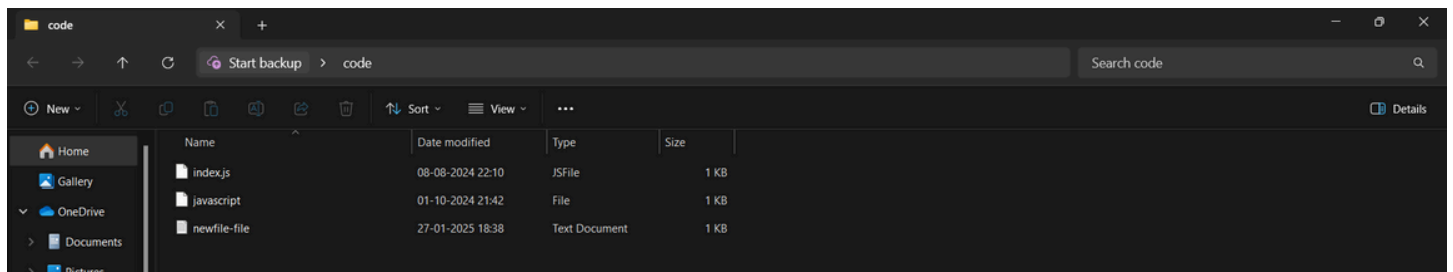 code
Start backup > code
Search code
New
Sort
View
Details
Home
Gallery
OneDrive
Documents
Pictures
Name Date modified Type Size
index.js 08-08-2024 22:10 JSFile 1 KB
javascript 01-10-2024 21:42 File 1 KB
newfile-file 27-01-2025 18:38 Text Document 1 KB